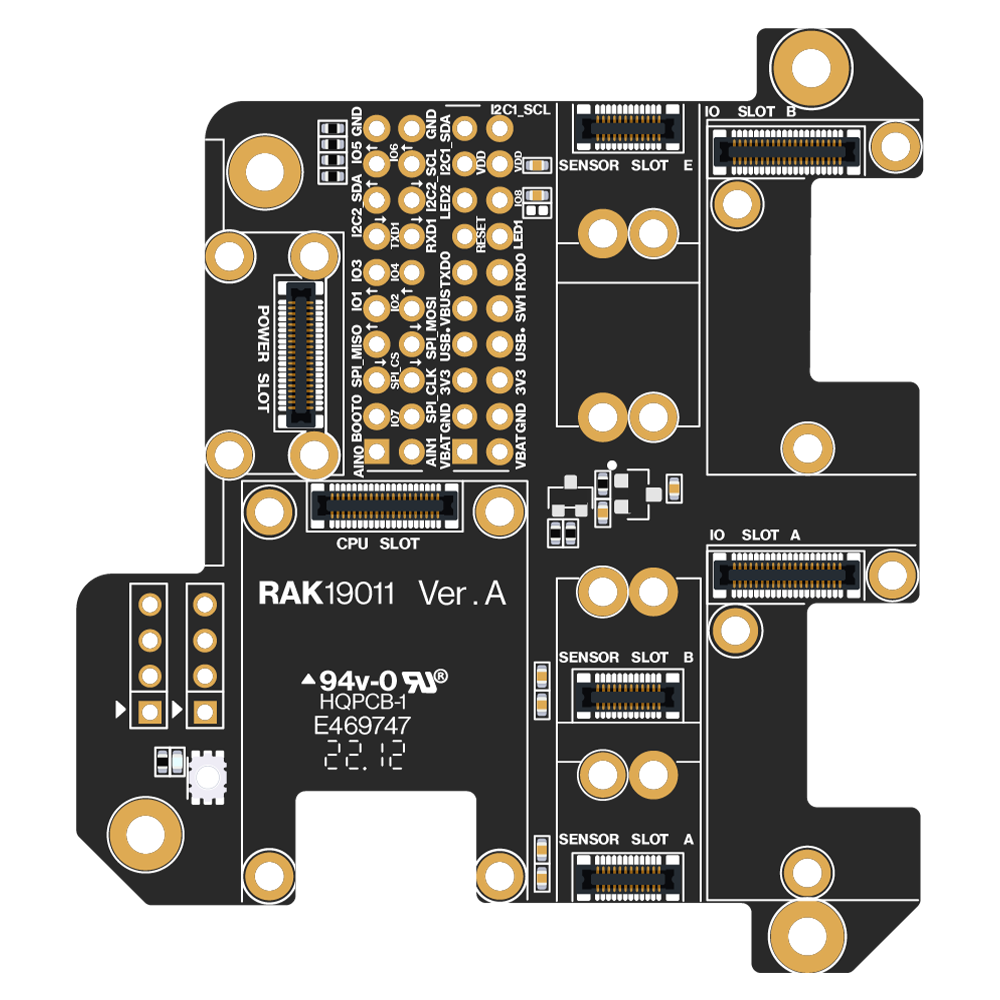 I2C1_SCL
IO SLOT B
SENSOR SLOT E
GND
IO5
I2C2_SDA
IO3
IO1
SPI_MISO
BOOT0
AIN0
IO6
TXD1
IO4
IO2
SPI_CS
IO7
GND
I2C2_SCL
RXD1
SPI_MOSI
SPI_CLK
AIN1
I2C1_SDA
LED2
TXD0
VBUS
USB
3V3
GND
VBAT
VDD
RESET
VDD
IO8
LED1
RXD0
SW1
USB
3V3
GND
VBAT
POWER SLOT
CPU SLOT
IO SLOT A
RAK19011 Ver.A
SENSOR SLOT B
94v-0 RU®
HQPCB-1
E469747
22.12
SENSOR SLOT A